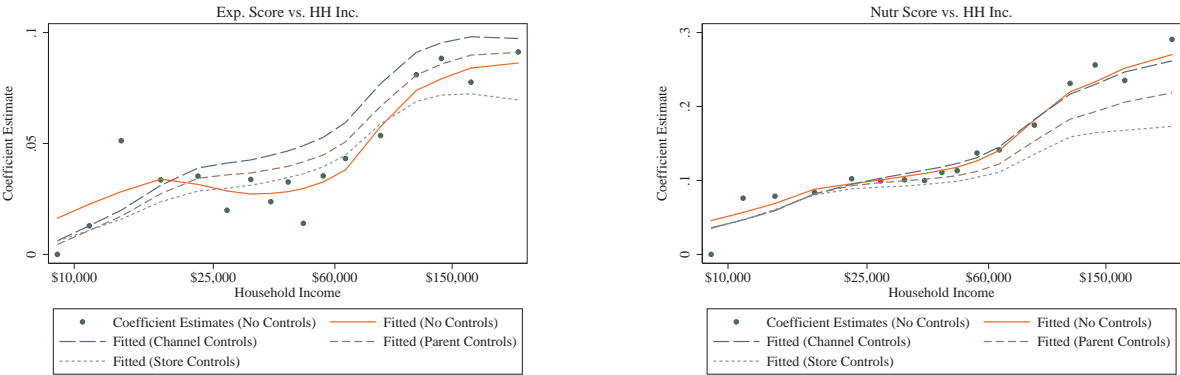 Exp. Score vs. HH Inc.
.1
.05
0
Coefficient Estimate
$10,000
$25,000
$60,000
$150,000
Household Income
Coefficient Estimates (No Controls)
Fitted (No Controls)
Fitted (Channel Controls)
Fitted (Parent Controls)
Fitted (Store Controls)
Nutr Score vs. HH Inc.
.3
.2
.1
0
Coefficient Estimate
$10,000
$25,000
$60,000
$150,000
Household Income
Coefficient Estimates (No Controls)
Fitted (No Controls)
Fitted (Channel Controls)
Fitted (Parent Controls)
Fitted (Store Controls)